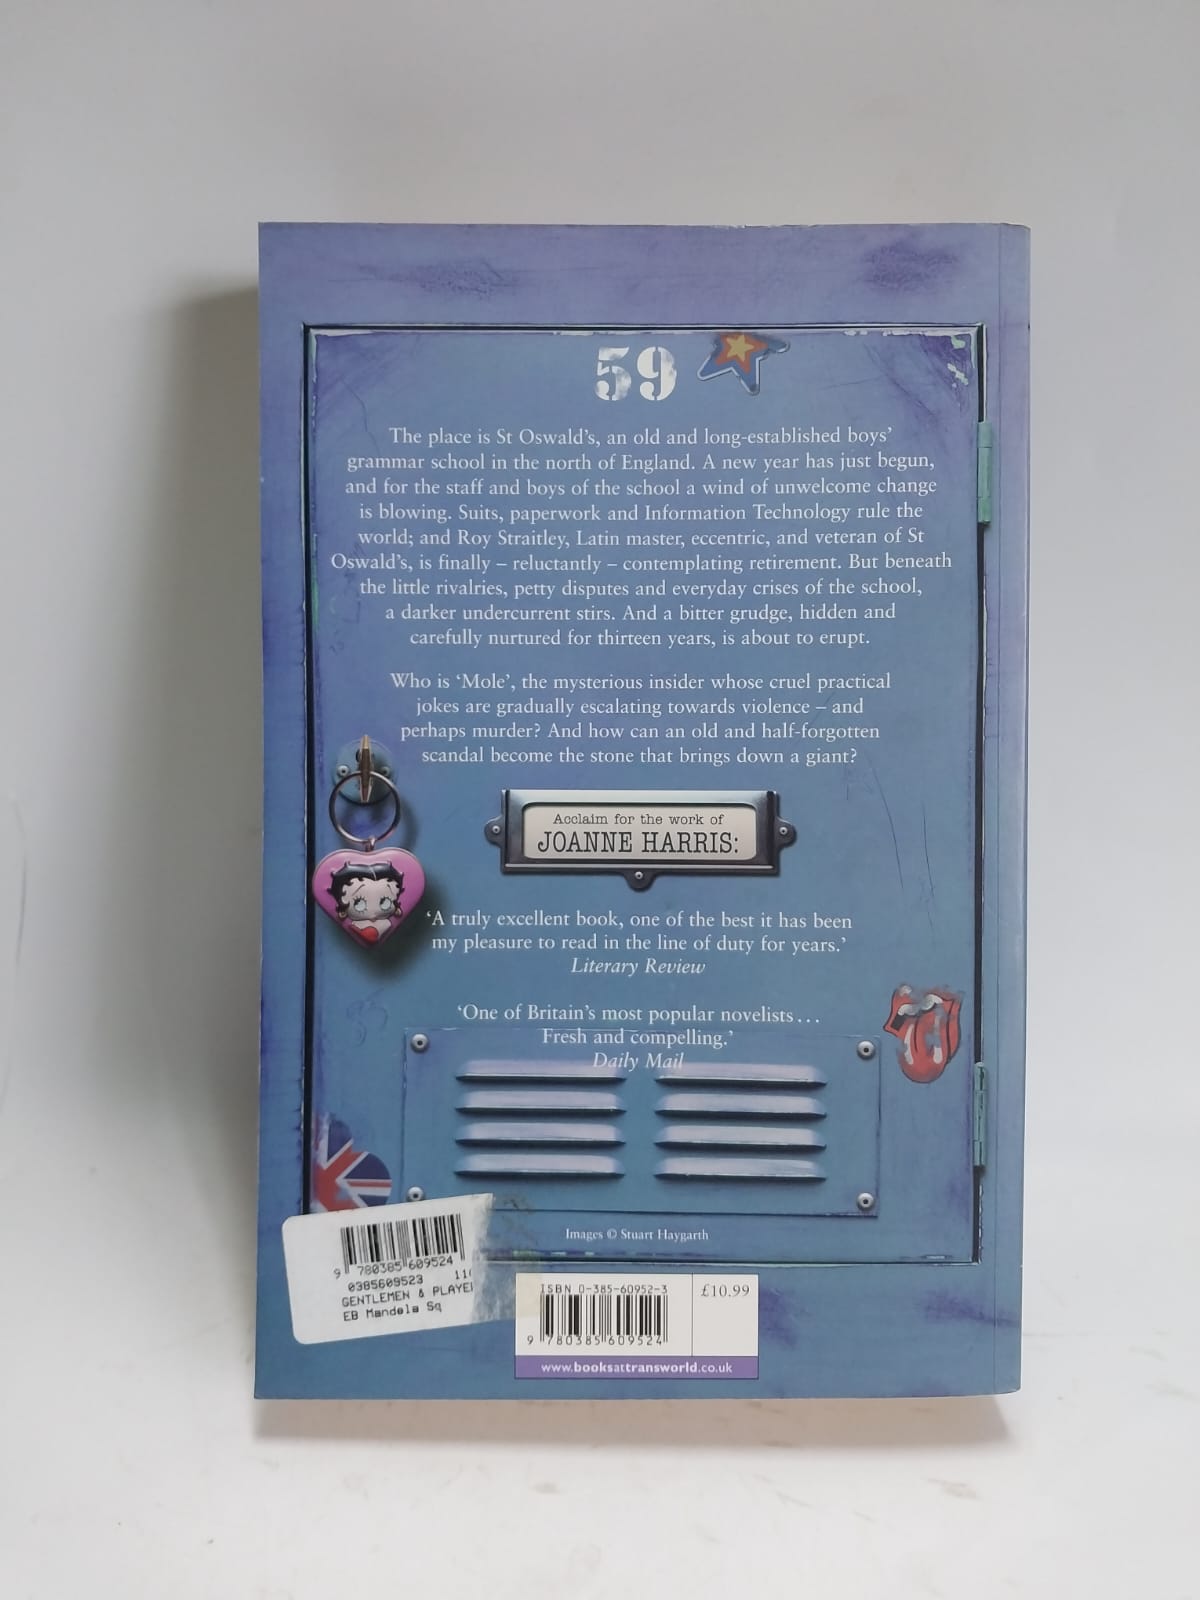 59
The place is St Oswald's, an old and long-established boys'
grammar school in the north of England. A new year has just begun,
and for the staff and boys of the school a wind of unwelcome change
is blowing. Suits, paperwork and Information Technology rule the
world; and Roy Straitley, Latin master, eccentric, and veteran of St
Oswald's, is finally – reluctantly – contemplating retirement. But beneath
the little rivalries, petty disputes and everyday crises of the school,
a darker undercurrent stirs. And a bitter grudge, hidden and
carefully nurtured for thirteen years, is about to erupt.
Who is 'Mole', the mysterious insider whose cruel practical
jokes are gradually escalating towards violence – and
perhaps murder? And how can an old and half-forgotten
scandal become the stone that brings down a giant?
Acclaim for the work of
JOANNE HARRIS:
'A truly excellent book, one of the best it has been
my pleasure to read in the line of duty for years.'
Literary Review
'One of Britain's most popular novelists...
Fresh and compelling.'
Daily Mail
Images © Stuart Haygarth
9 780385 609524
0385609523 11
GENTLEMEN & PLAYE
EB Mandela Sq
ISBN 0-385-60952-3
£10.99
9 780385 609524
www.booksattransworld.co.uk